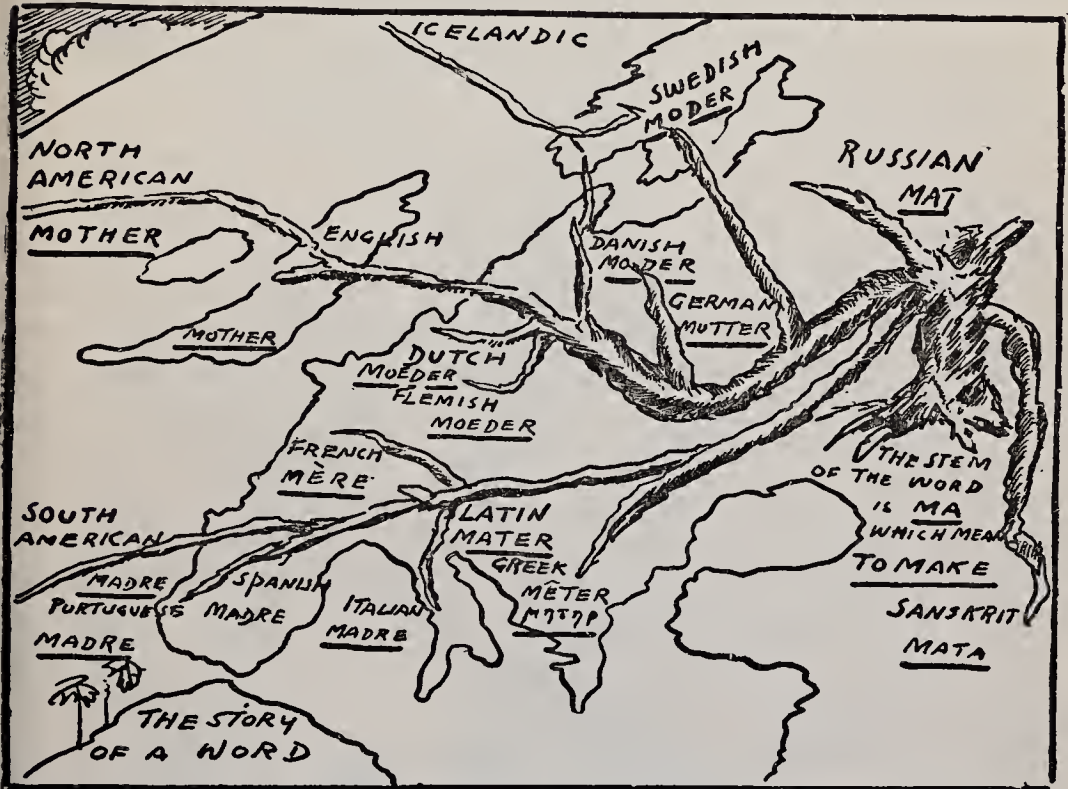 ICELANDIC
SWEDISH
MODER
NORTH
AMERICAN
MOTHER
RUSSIAN
MAT
ENGLISH
MOTHER
DANISH
MODER
GERMAN
MUTTER
DUTCH
MOEDER
FLEMISH
MOEDER
FRENCH
MÈRE
THE STEM
OF THE WORD
IS MA
WHICH MEAN
TO MAKE
SOUTH
AMERICAN
MADRE
PORTUGUESE
MADRE
SPANISH
MADRE
ITALIAN
MADRE
LATIN
MATER
GREEK
MÊTER
SANSKRIT
MATA
THE STORY
OF A WORD